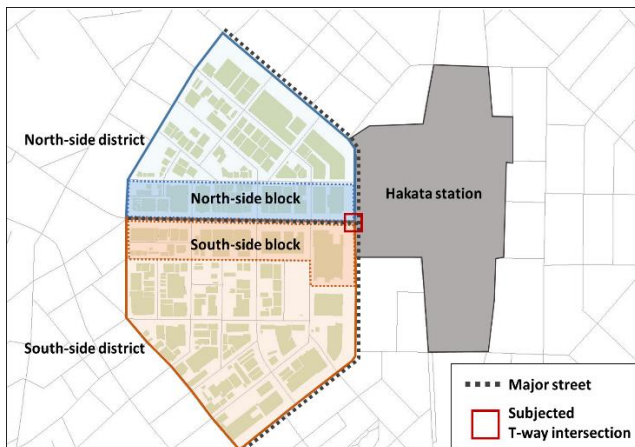 North-side district
North-side block
Hakata station
South-side block
South-side district
Major street
Subjected
T-way intersection